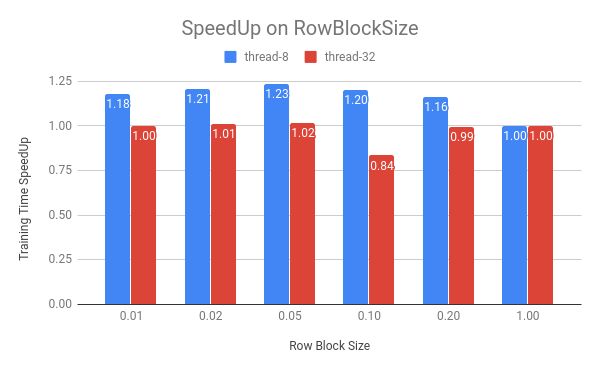 SpeedUp on RowBlockSize
thread-8 thread-32
1.25
1.00
0.75
0.50
0.25
0.00
Training Time SpeedUp
1.18 1.00 1.21 1.01 1.23 1.02 1.20 0.84 1.16 0.99 1.00 1.00
0.01 0.02 0.05 0.10 0.20 1.00
Row Block Size